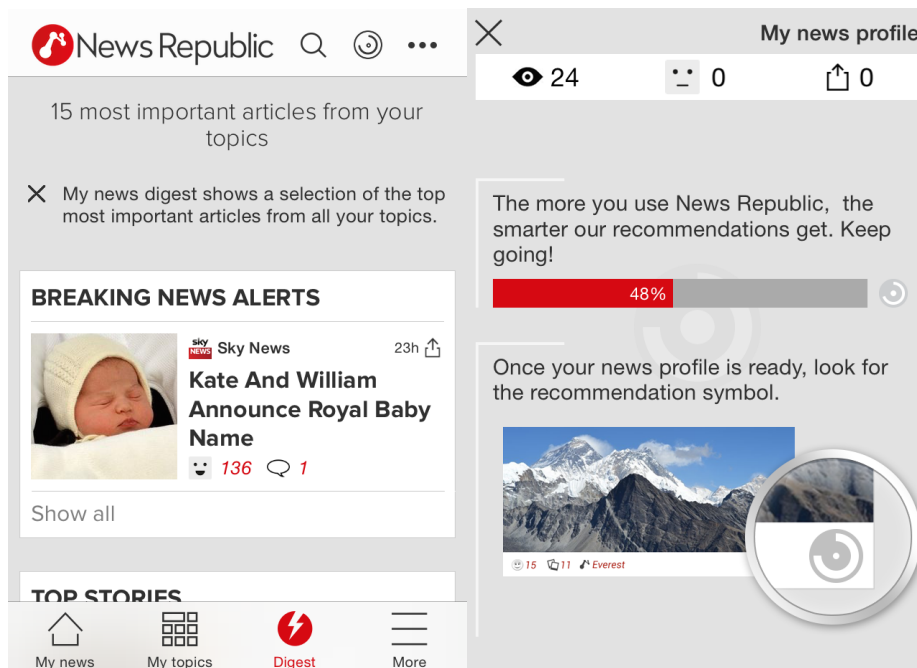 News Republic
15 most important articles from your
topics
My news digest shows a selection of the top
most important articles from all your topics.
BREAKING NEWS ALERTS
sky
NEWS
Sky News
23h
Kate And William
Announce Royal Baby
Name
136
1
Show all
TOP STORIES
My news
My topics
Digest
More
My news profile
24
0
0
The more you use News Republic, the
smarter our recommendations get. Keep
going!
48%
Once your news profile is ready, look for
the recommendation symbol.
15
11
Everest